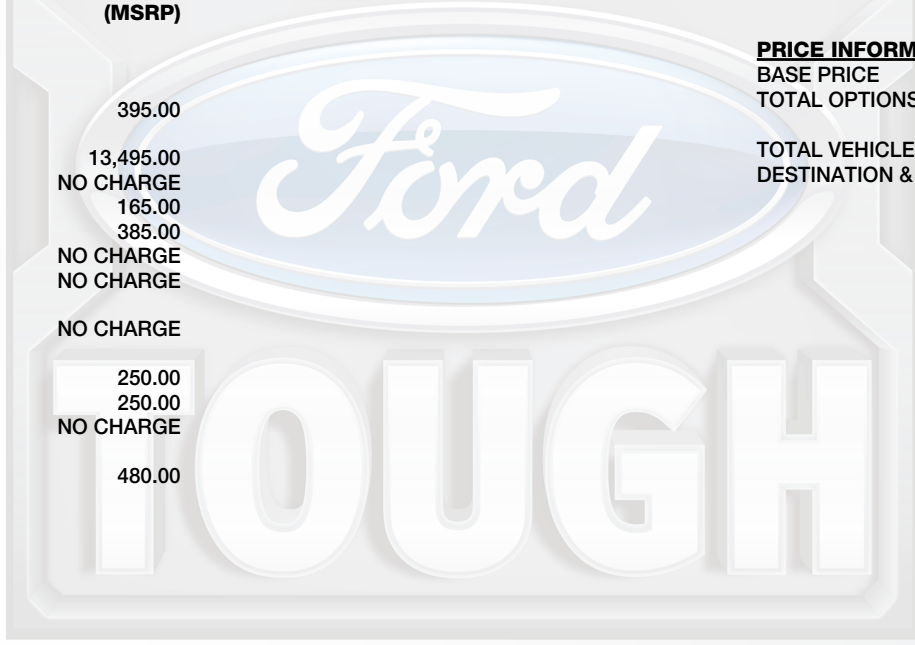 (MSRP)
395.00
13,495.00
NO CHARGE
165.00
385.00
NO CHARGE
NO CHARGE
NO CHARGE
250.00
250.00
NO CHARGE
480.00
PRICE INFORM
BASE PRICE
TOTAL OPTIONS
TOTAL VEHICLE
DESTINATION &
Ford
TOUGH